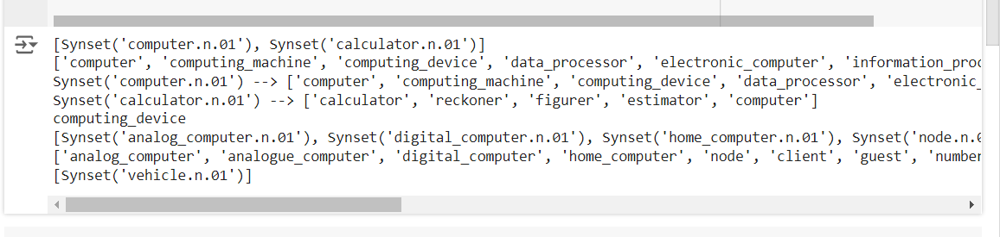 [Synset('computer.n.01'), Synset('calculator.n.01')]
['computer', 'computing_machine', 'computing_device', 'data_processor', 'electronic_computer', 'information_proc
Synset('computer.n.01') --> ['computer', 'computing_machine', 'computing_device', 'data_processor', 'electronic_
Synset('calculator.n.01') --> ['calculator', 'reckoner', 'figurer', 'estimator', 'computer']
computing_device
[Synset('analog_computer.n.01'), Synset('digital_computer.n.01'), Synset('home_computer.n.01'), Synset('node.n.0
['analog_computer', 'analogue_computer', 'digital_computer', 'home_computer', 'node', 'client', 'guest', 'number
[Synset('vehicle.n.01')]